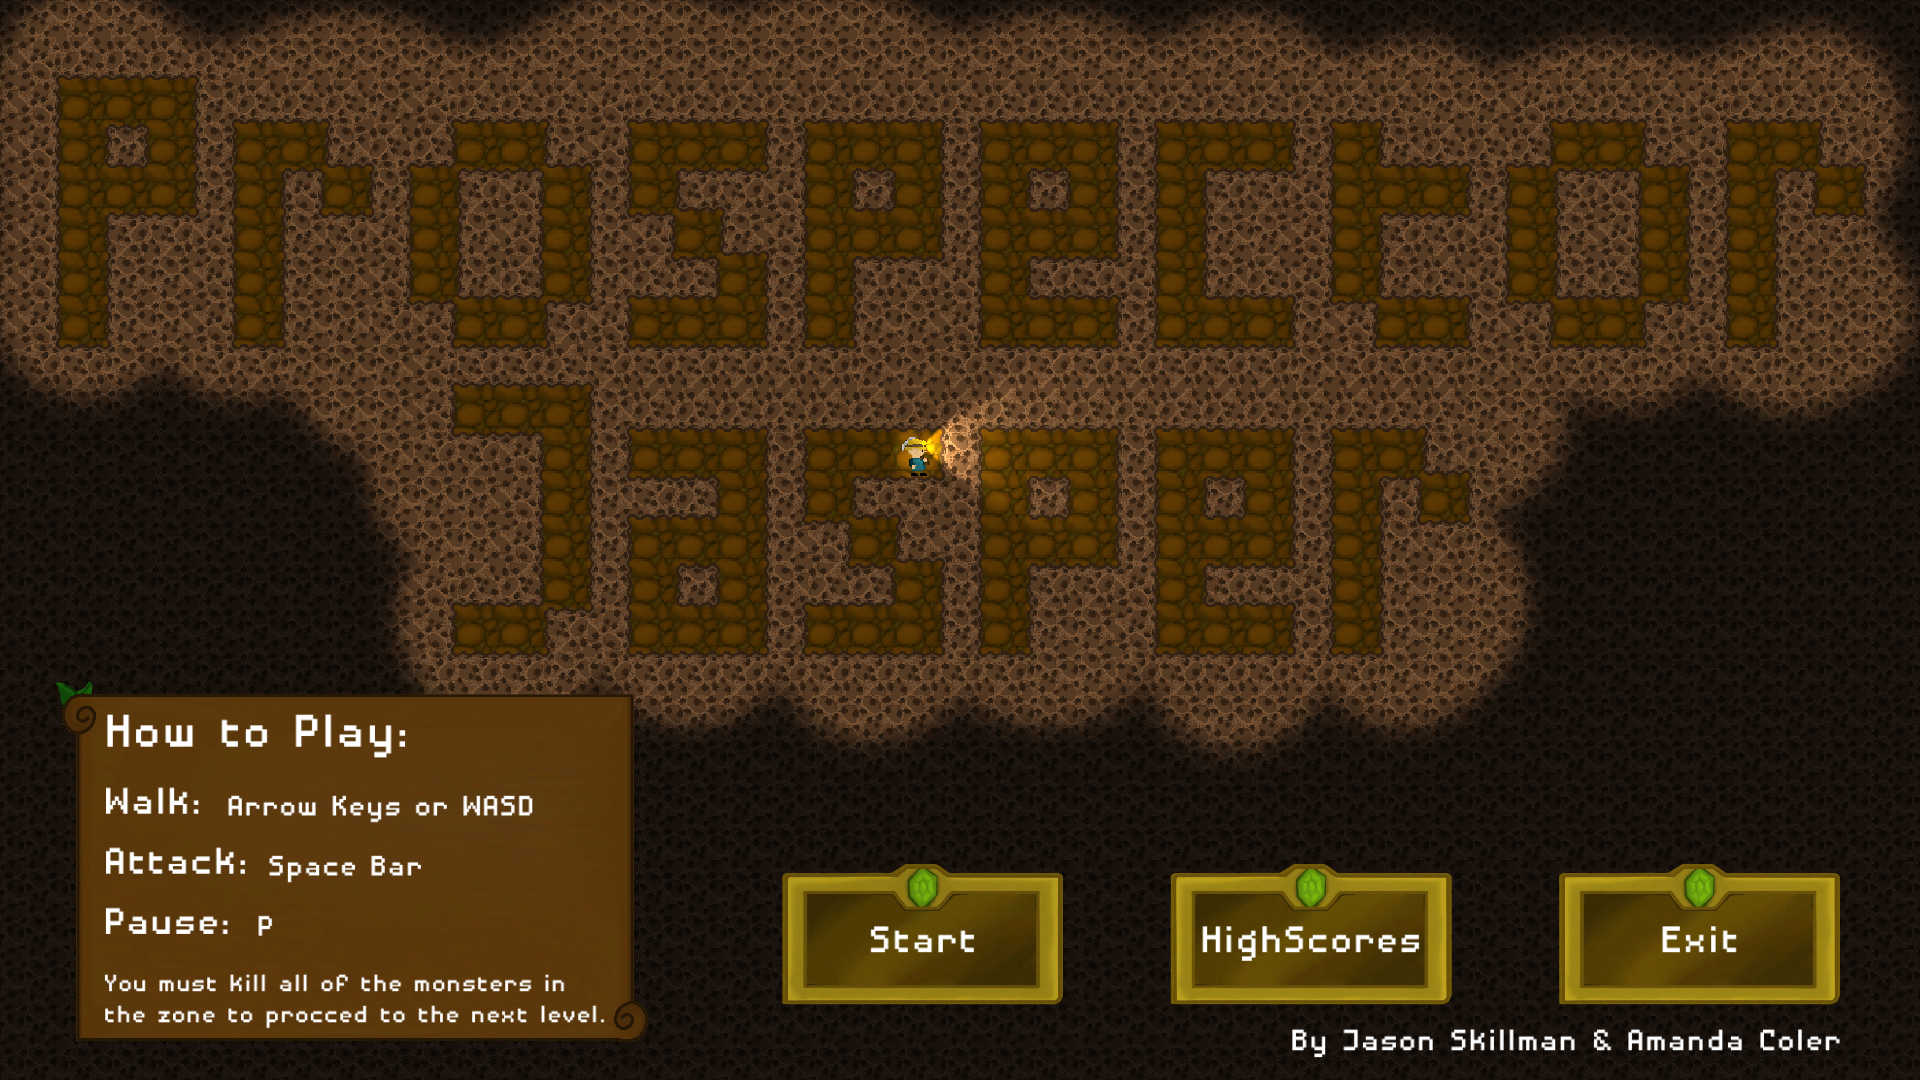 Prospector
Jasper
How to Play:
Walk: Arrow Keys or WASD
Attack: Space Bar
Pause: P
You must kill all of the monsters in
the zone to procced to the next level.
Start
HighScores
Exit
By Jason Skillman & Amanda Coler